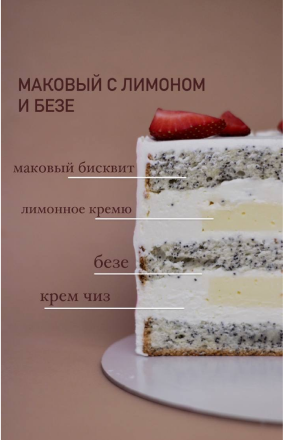 МАКОВЫЙ С ЛИМОНОМ
И БЕЗЕ
маковый бисквит
лимонное кремю
безе
крем чиз